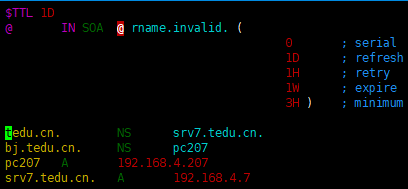 $TTL 1D
@ IN SOA @ rname.invalid. (
0 ; serial
1D ; refresh
1H ; retry
1W ; expire
3H ) ; minimum
tedu.cn. NS srv7.tedu.cn.
bj.tedu.cn. NS pc207
pc207 A 192.168.4.207
srv7.tedu.cn. A 192.168.4.7